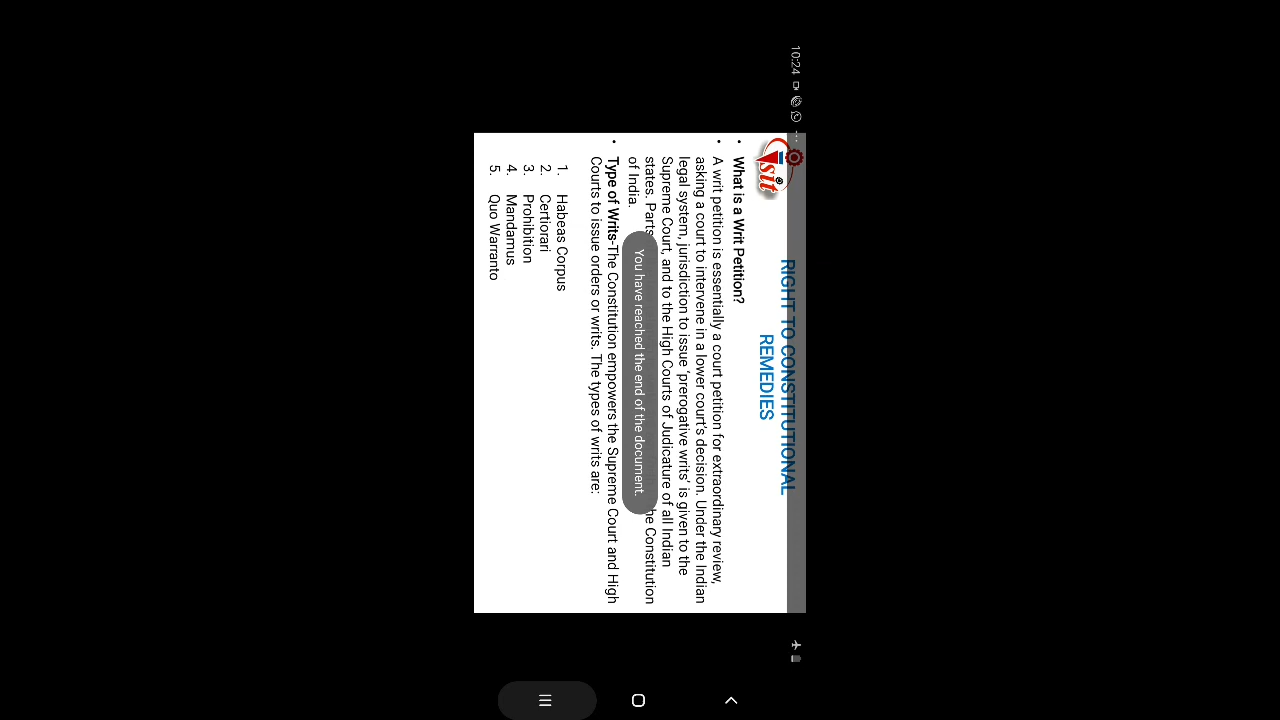 10:24
sit
RIGHT TO CONSTITUTIONAL
REMEDIES
• What is a Writ Petition?
• A writ petition is essentially a court petition for extraordinary review,
asking a court to intervene in a lower court's decision. Under the Indian
legal system, jurisdiction to issue 'prerogative writs' is given to the
Supreme Court, and to the High Courts of Judicature of all Indian
states. Parts Constitution
of India.
You have reached the end of the document.
• Type of Writs-The Constitution empowers the Supreme Court and High
Courts to issue orders or writs. The types of writs are:
1. Habeas Corpus
2. Certiorari
3. Prohibition
4. Mandamus
5. Quo Warranto